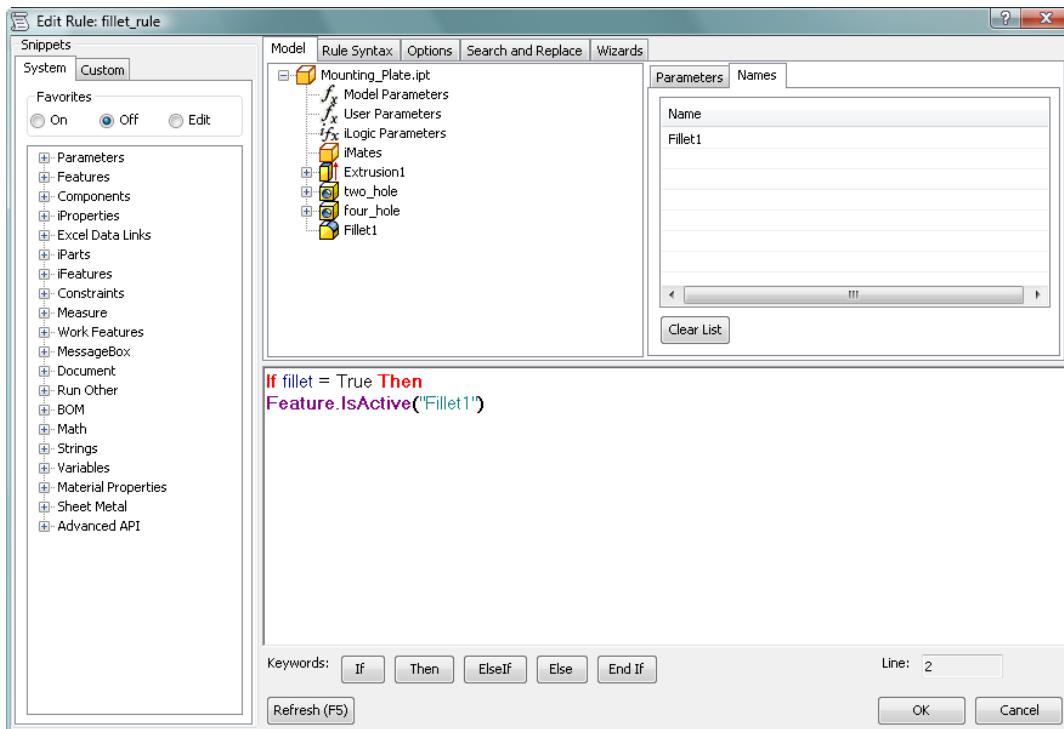 Edit Rule: fillet_rule
?
X
Snippets
System Custom
Favorites
On Off Edit
Parameters
Features
Components
iProperties
Excel Data Links
iParts
iFeatures
Constraints
Measure
Work Features
MessageBox
Document
Run Other
BOM
Math
Strings
Variables
Material Properties
Sheet Metal
Advanced API
Model Rule Syntax Options Search and Replace Wizards
Mounting_Plate.ipt
fx Model Parameters
fx User Parameters
ifx iLogic Parameters
iMates
Extrusion1
two_hole
four_hole
Fillet1
Parameters Names
Name
Fillet1
Clear List
If fillet = True Then
Feature.IsActive("Fillet1")
Keywords: If Then ElseIf Else End If
Line: 2
Refresh (F5)
OK Cancel